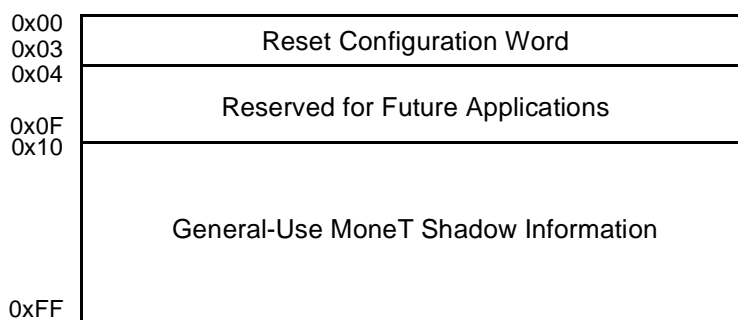 0x00
Reset Configuration Word
0x03
0x04
Reserved for Future Applications
0x0F
0x10
General-Use MoneT Shadow Information
0xFF